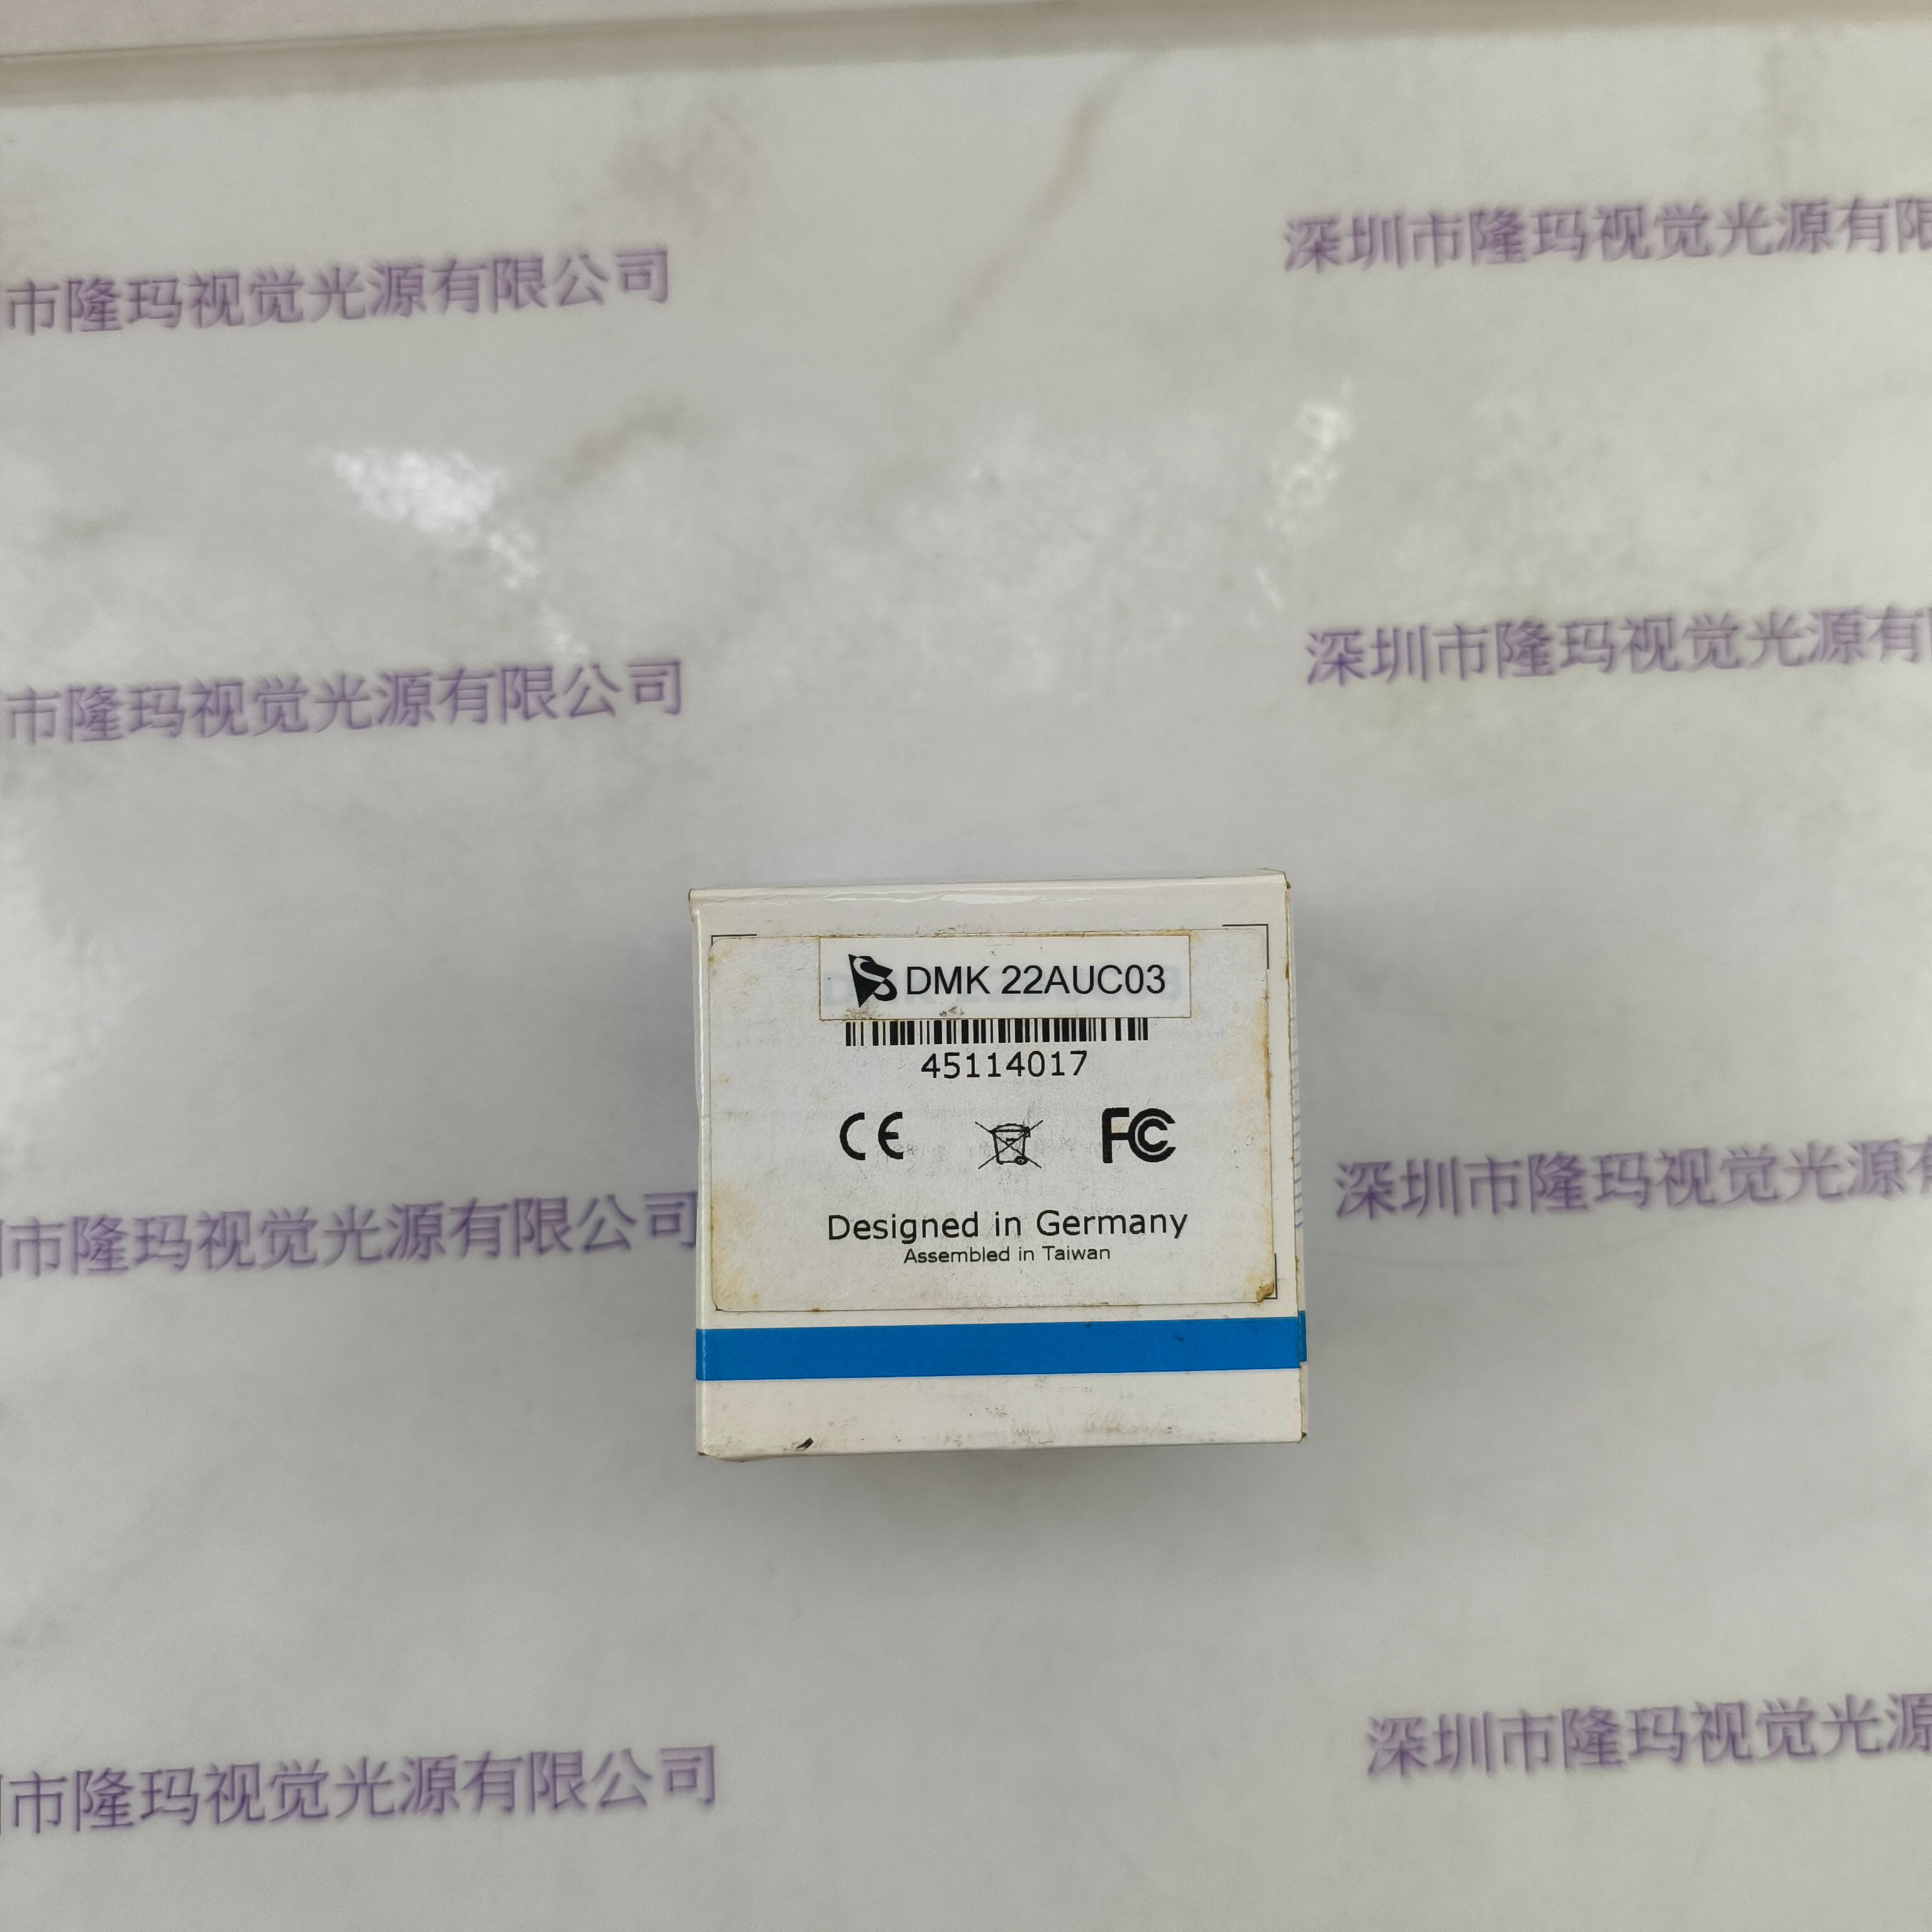 深圳市隆玛视觉光源有限
市隆玛视觉光源有限公司
深圳市隆玛视觉光源有
市隆玛视觉光源有限公司
DMK 22AUC03
45114017
CE
FC
Designed in Germany
Assembled in Taiwan
深圳市隆玛视觉光源
市隆玛视觉光源有限公司
深圳市隆玛视觉光源
市隆玛视觉光源有限公司